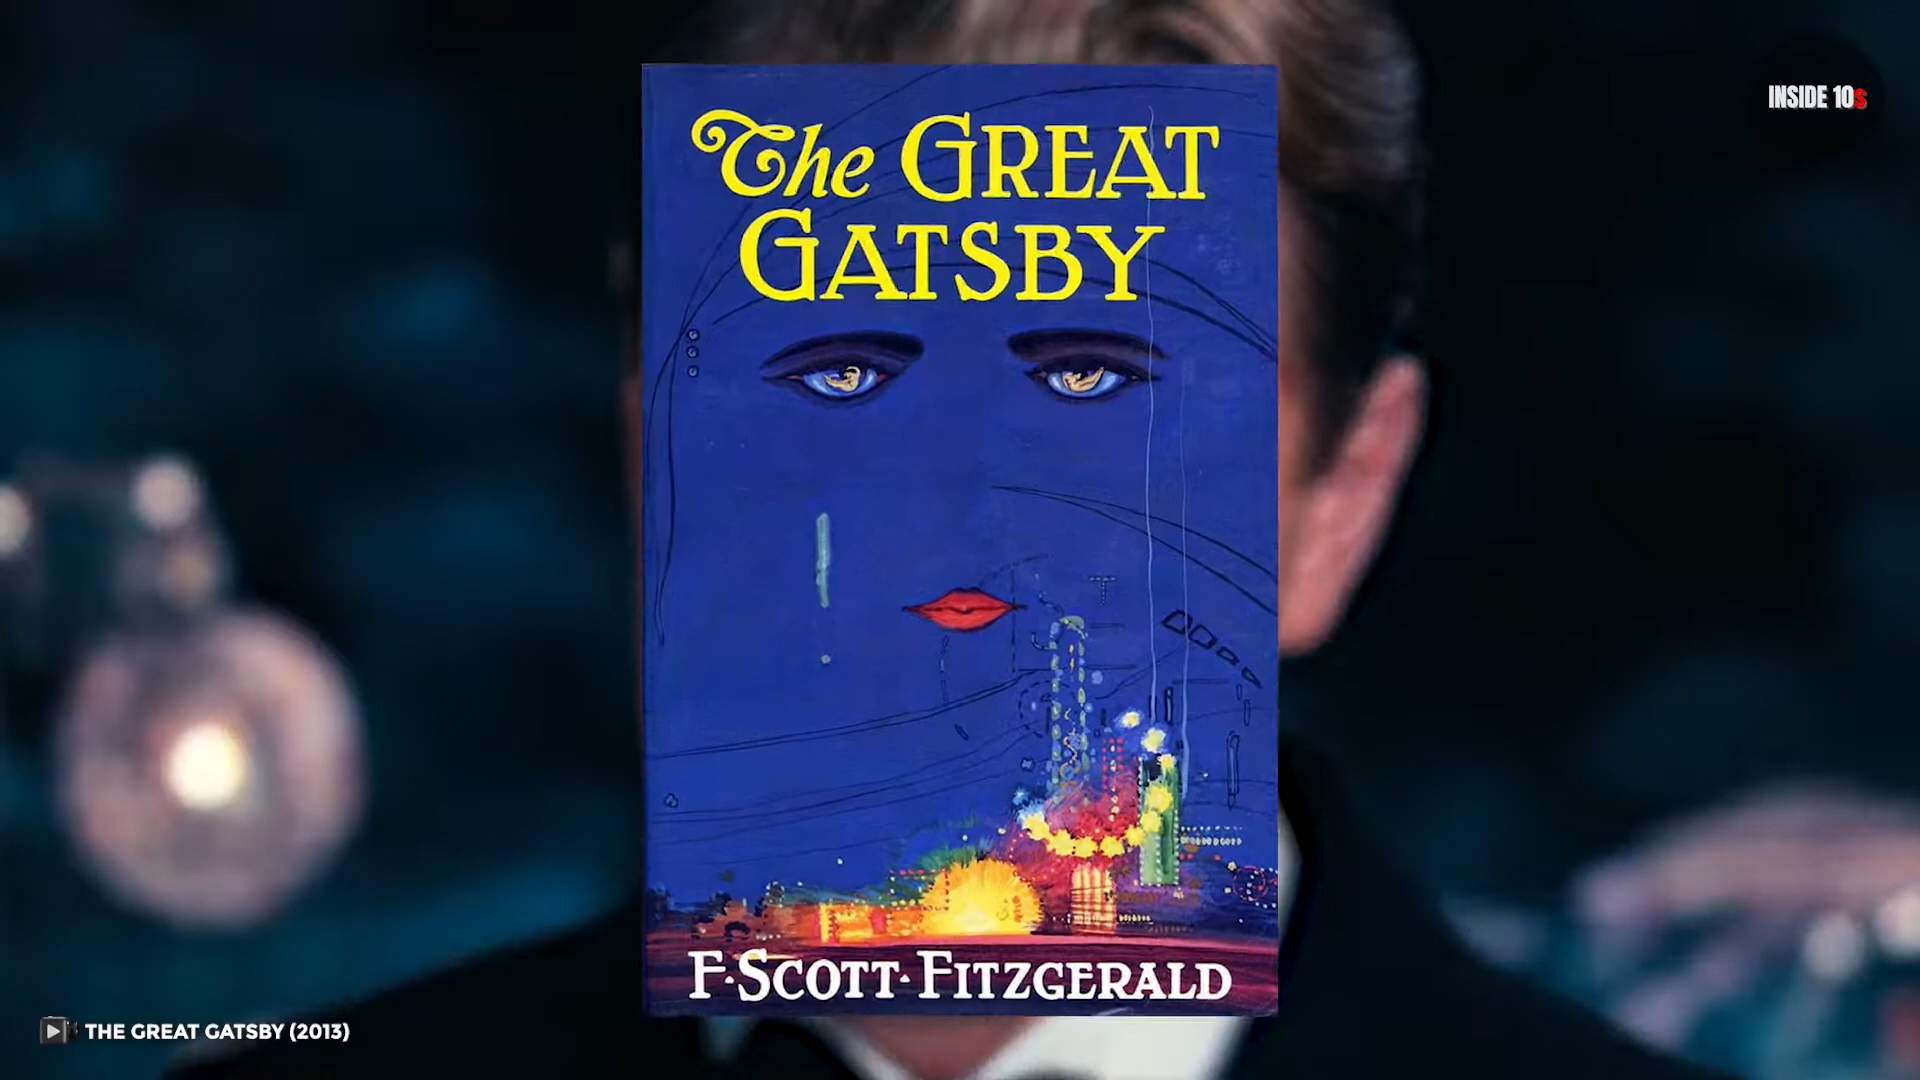 The GREAT
GATSBY
F·SCOTT·FITZGERALD
INSIDE 10s
THE GREAT GATSBY (2013)